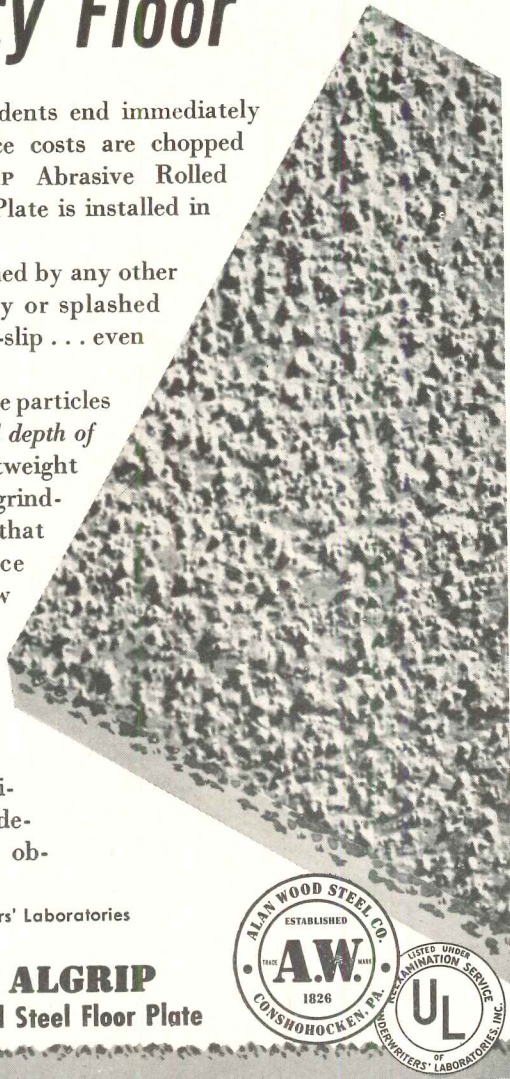 y Floor
dents end immediately
ce costs are chopped
P Abrasive Rolled
Plate is installed in
ned by any other
y or splashed
-slip . . . even
e particles
depth of
tweight
grind-
that
ce
w
i-
de-
ob-
rs' Laboratories
ALGRIP
l Steel Floor Plate
ALAN WOOD STEEL CO.
ESTABLISHED
TRADE A.W. MARK
1826
CONSHOHOCKEN, PA.
LISTED UNDER
REEXAMINATION SERVICE
UL
OF
UNDERWRITERS' LABORATORIES, INC.